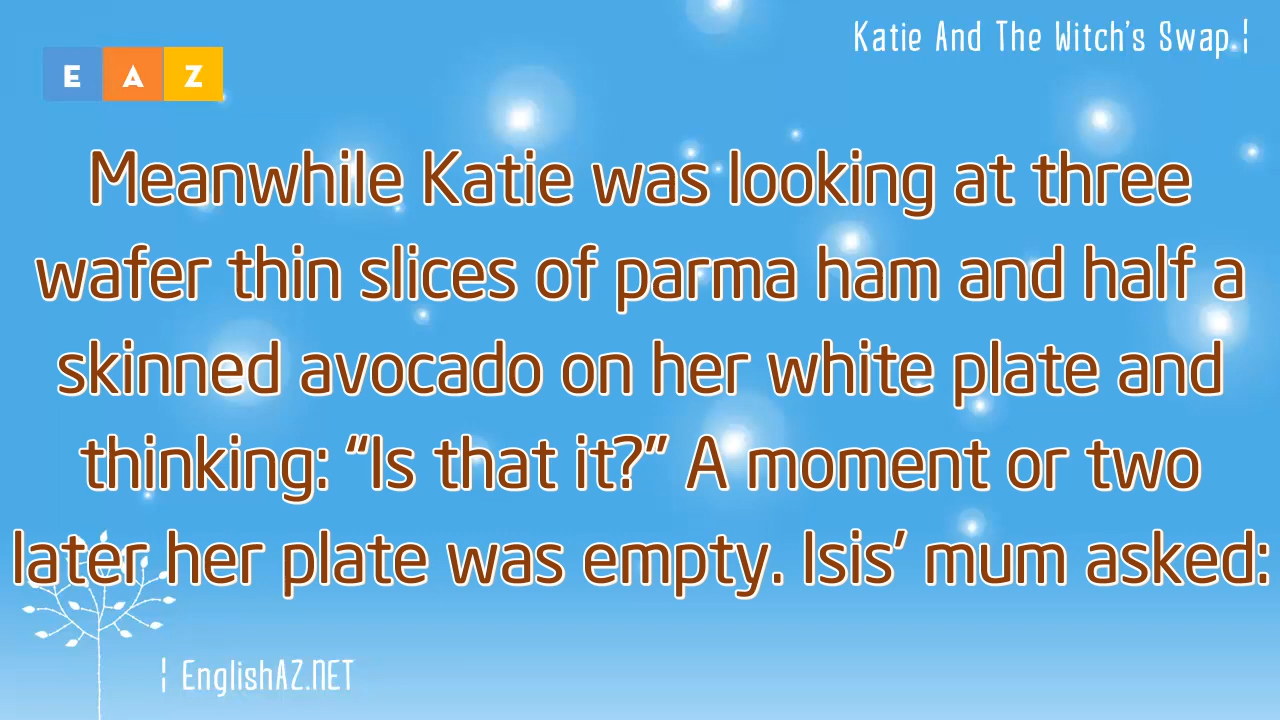 Katie And The Witch's Swap ¦
E A Z
Meanwhile Katie was looking at three
wafer thin slices of parma ham and half a
skinned avocado on her white plate and
thinking: “Is that it?” A moment or two
later her plate was empty. Isis’ mum asked:
¦ EnglishAZ.NET